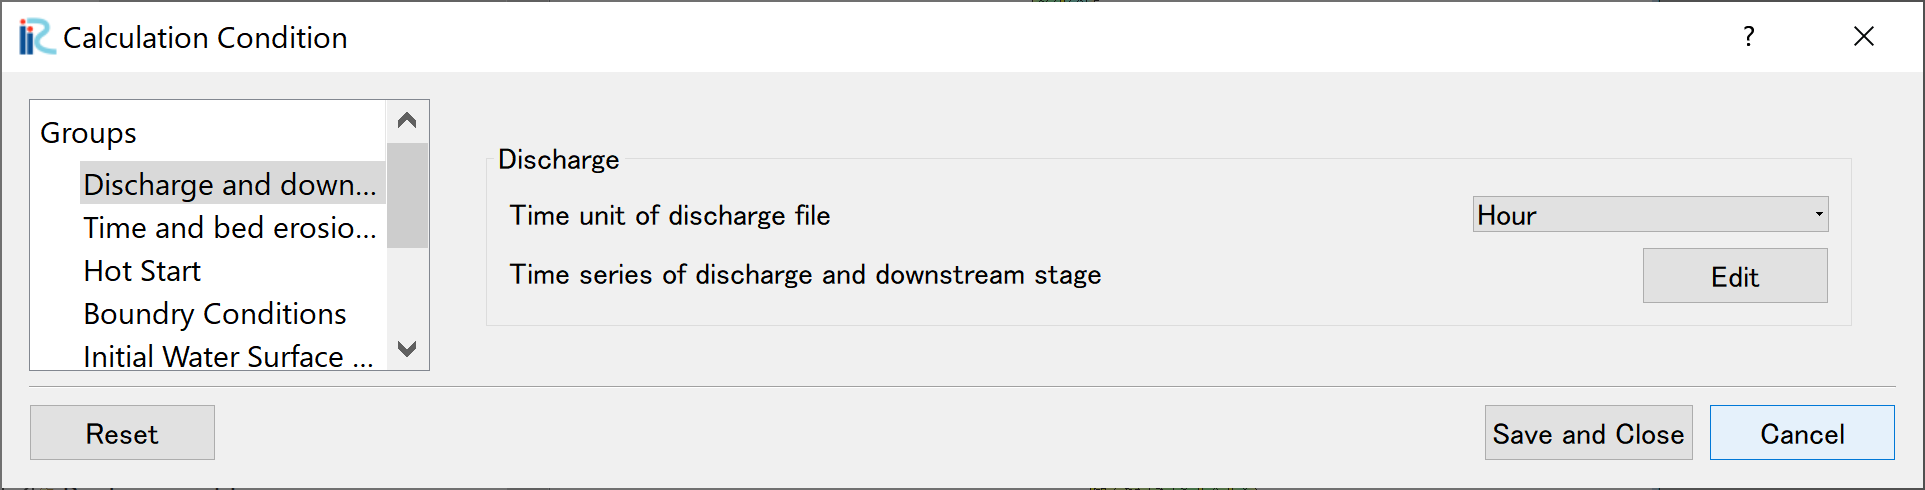 Calculation Condition
?
Groups
Discharge and down...
Time and bed erosio...
Hot Start
Boundry Conditions
Initial Water Surface ...
Discharge
Time unit of discharge file
Hour
Time series of discharge and downstream stage
Edit
Reset
Save and Close
Cancel